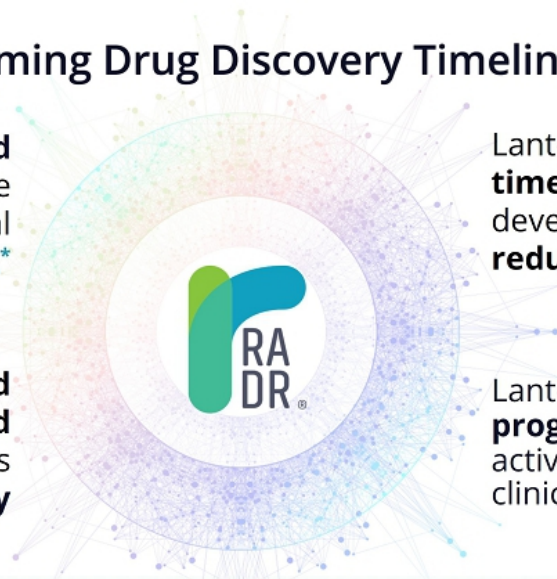 ming Drug Discovery Timelin
d
e
l
*
d
d
s
y
RA
DR®
Lant
time
deve
redu
Lant
prog
activ
clinic